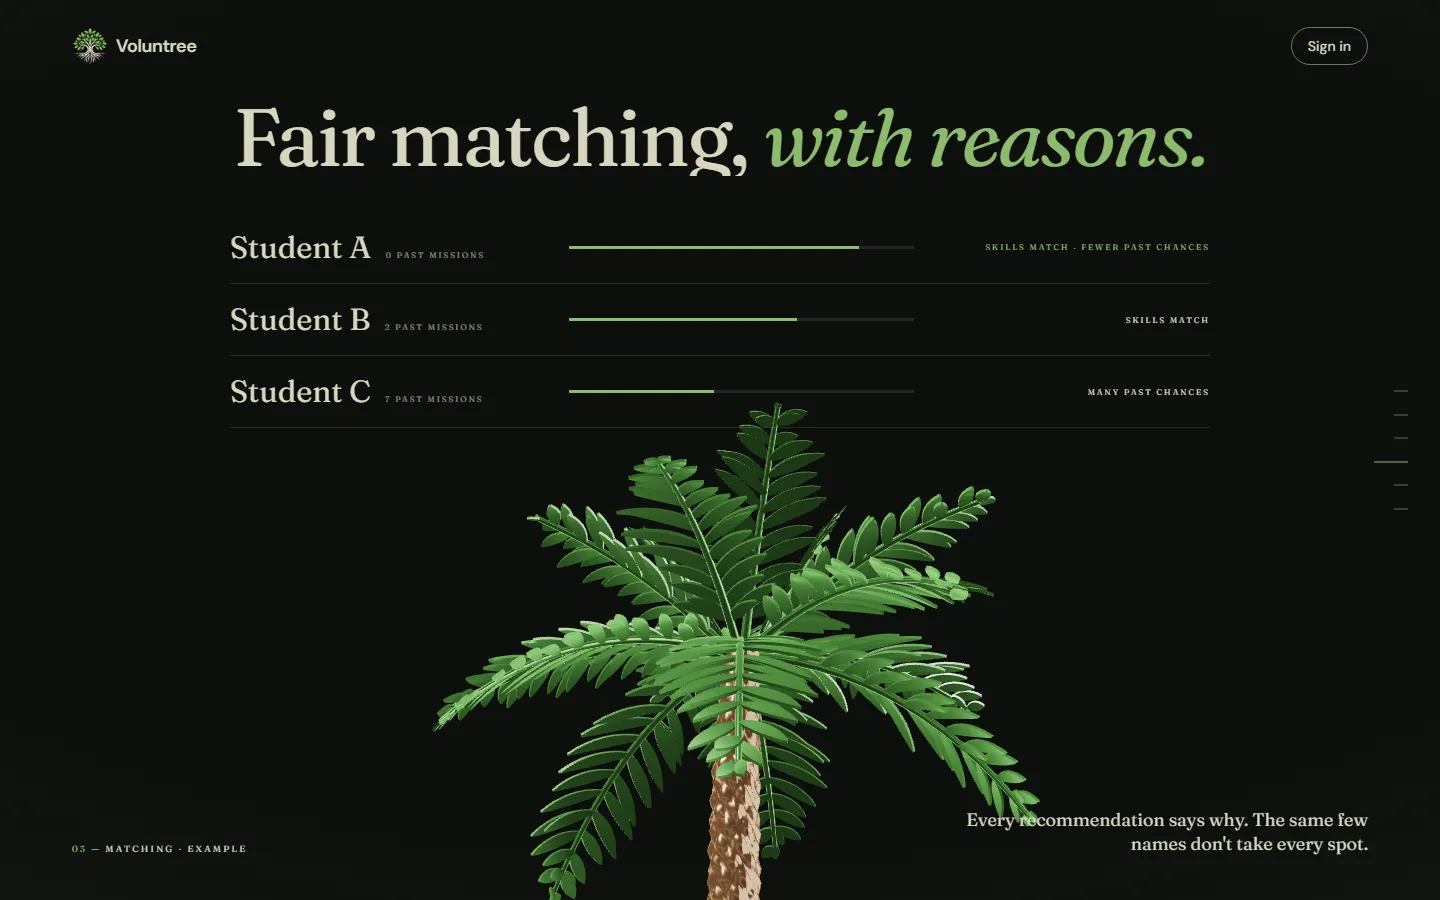 Voluntree
Sign in
Fair matching, with reasons.
Student A 0 PAST MISSIONS SKILLS MATCH · FEWER PAST CHANCES
Student B 2 PAST MISSIONS SKILLS MATCH
Student C 7 PAST MISSIONS MANY PAST CHANCES
Every recommendation says why. The same few
names don't take every spot.
03 — MATCHING · EXAMPLE